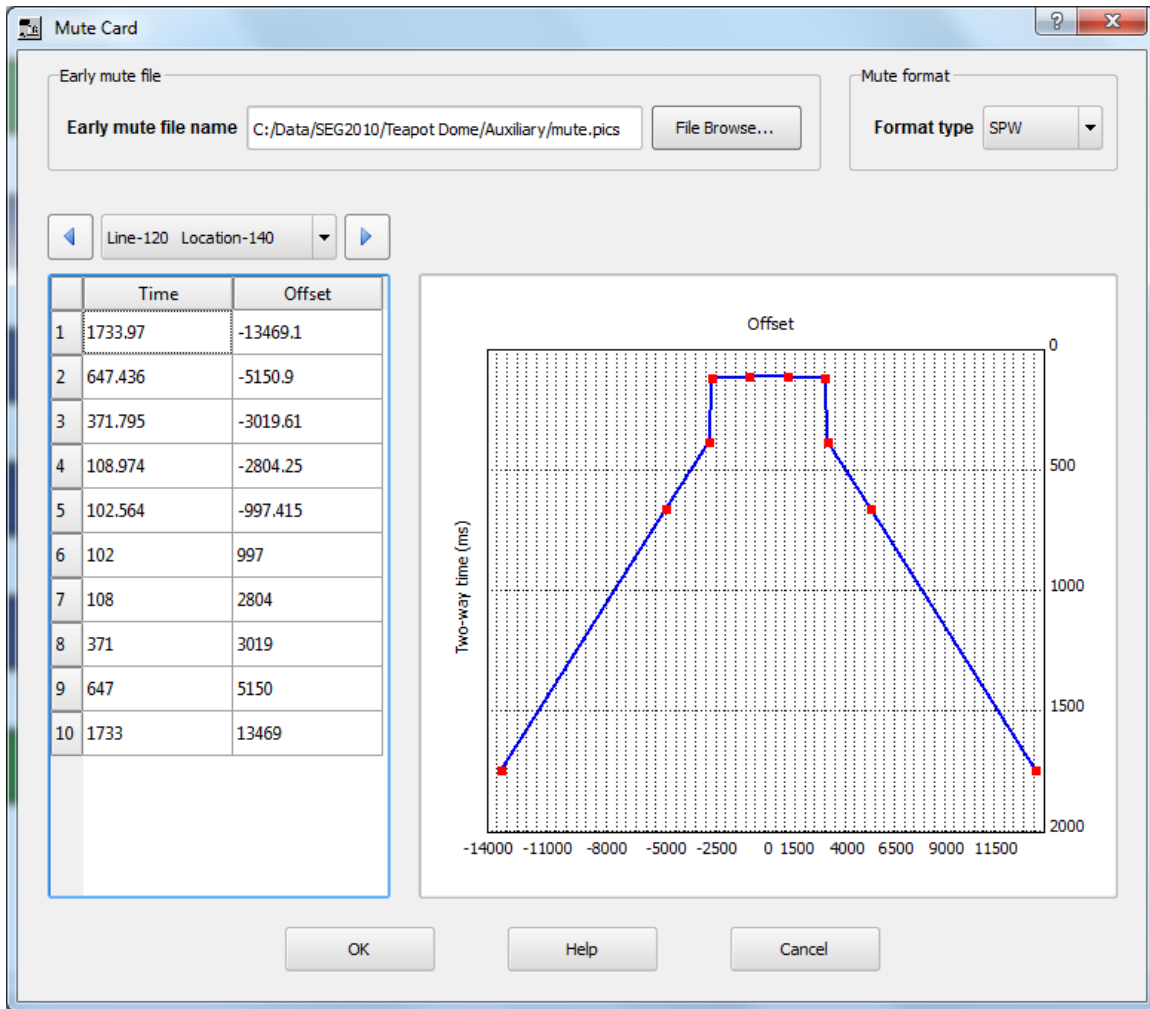 Mute Card
Early mute file
Early mute file name C:/Data/SEG2010/Teapot Dome/Auxiliary/mute.pics File Browse...
Mute format
Format type SPW
Line-120 Location-140
Time Offset
1 1733.97 -13469.1
2 647.436 -5150.9
3 371.795 -3019.61
4 108.974 -2804.25
5 102.564 -997.415
6 102 997
7 108 2804
8 371 3019
9 647 5150
10 1733 13469
Offset
0
500
1000
1500
2000
Two-way time (ms)
-14000 -11000 -8000 -5000 -2500 0 1500 4000 6500 9000 11500
OK Help Cancel